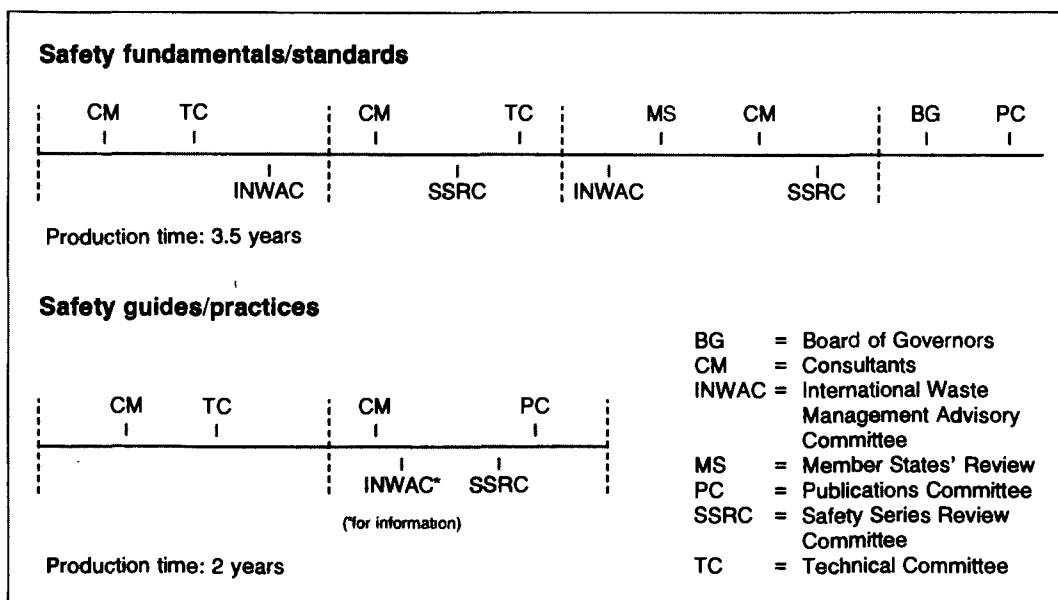 Safety fundamentals/standards
CM TC CM TC MS CM BG PC
INWAC SSRC INWAC SSRC
Production time: 3.5 years
Safety guides/practices
CM TC CM PC
INWAC* SSRC
(*for information)
Production time: 2 years
BG = Board of Governors
CM = Consultants
INWAC = International Waste
Management Advisory
Committee
MS = Member States' Review
PC = Publications Committee
SSRC = Safety Series Review
Committee
TC = Technical Committee